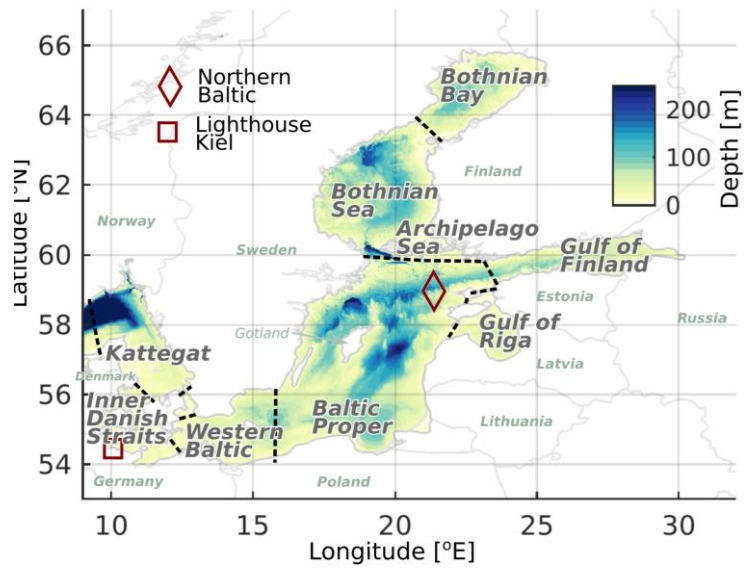 66
64
62
60
58
56
54
Latitude [°N]
10
15
20
25
30
Longitude [°E]
Northern
Baltic
Lighthouse
Kiel
200
100
0
Depth [m]
Bothnian
Bay
Finland
Bothnian
Sea
Norway
Archipelago
Sea
Sweden
Gulf of
Finland
Estonia
Russia
Gotland
Gulf of
Riga
Kattegat
Latvia
Denmark
Inner
Danish
Straits
Western
Baltic
Baltic
Proper
Lithuania
Germany
Poland